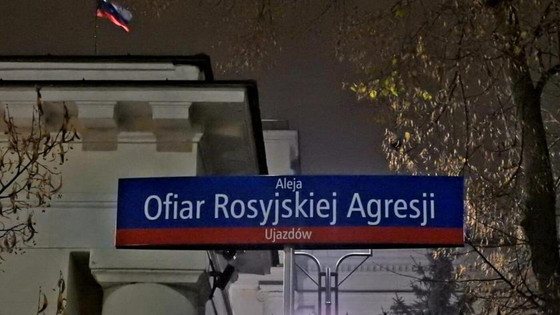 Aleja
Ofiar Rosyjskiej Agresji
Ujazdów